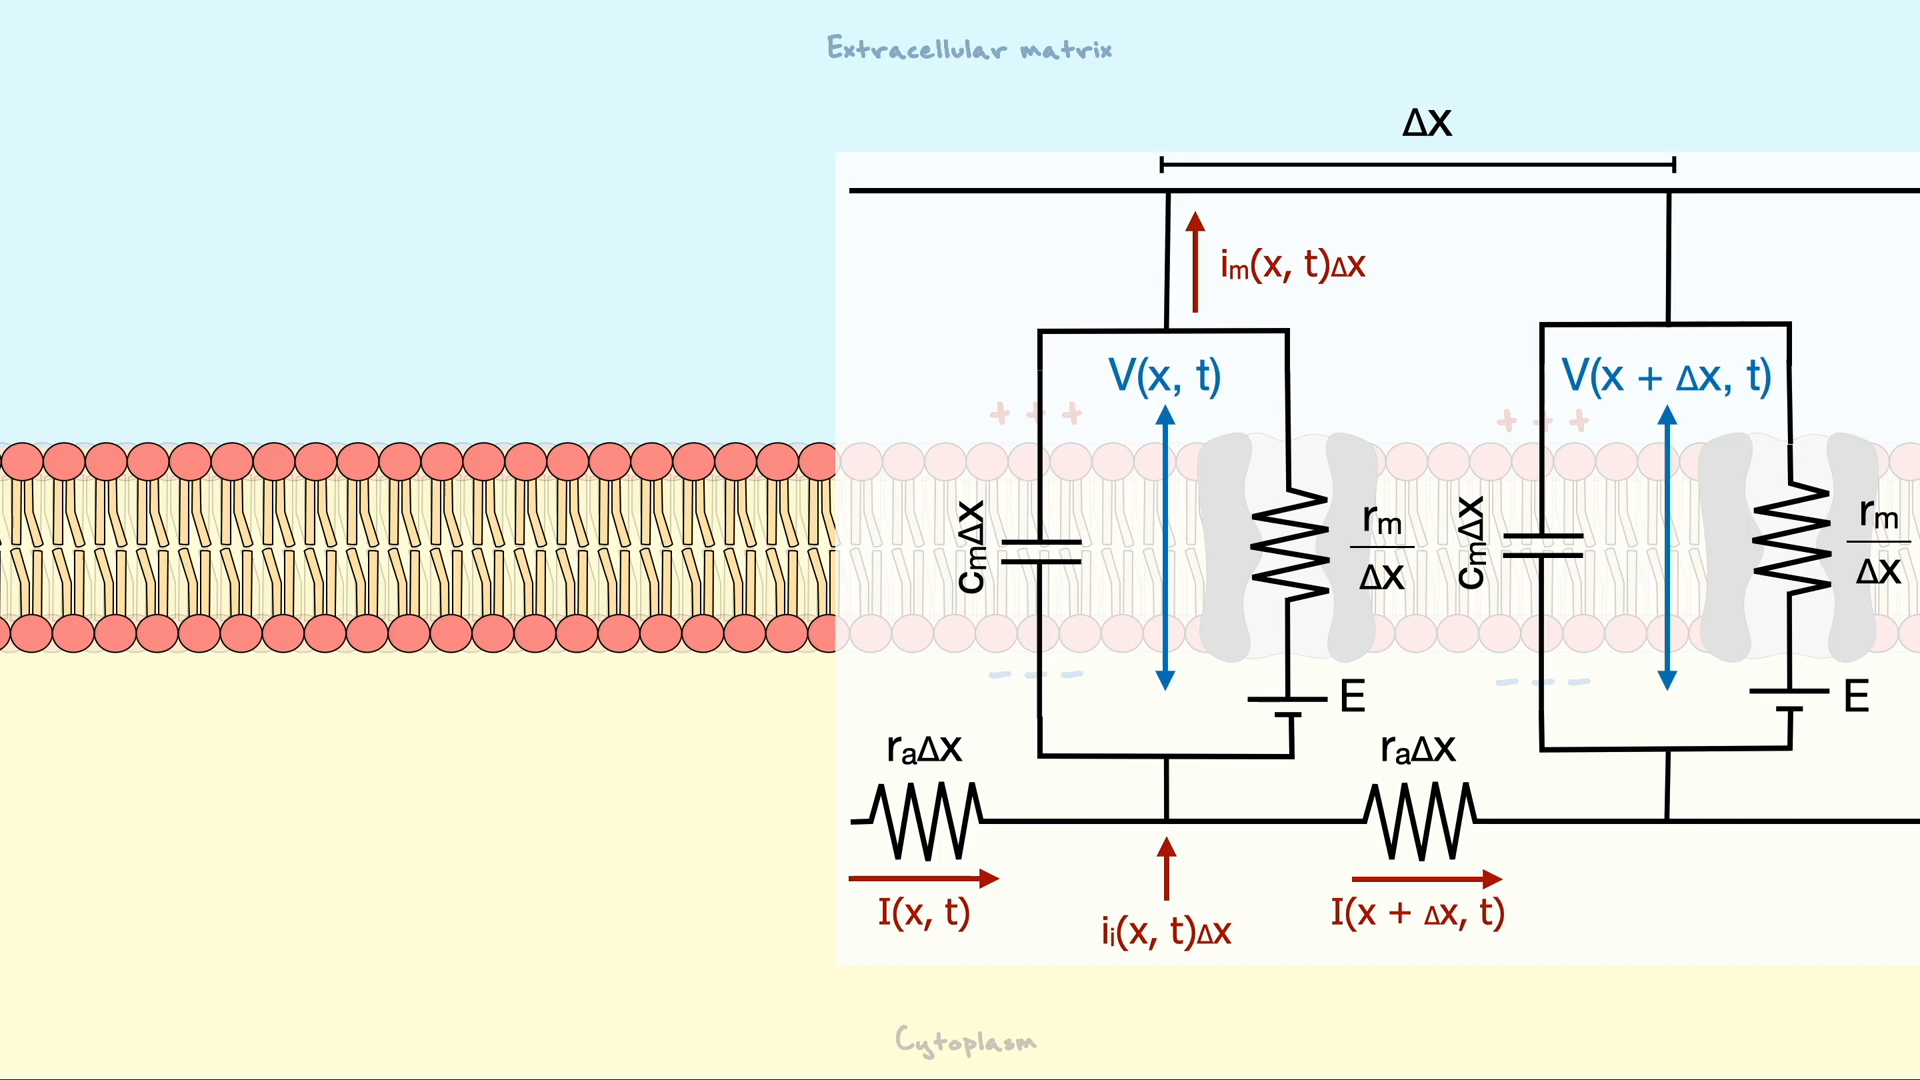 Extracellular matrix
Δx
iₘ(x, t)Δx
V(x, t)
V(x + Δx, t)
cₘΔx
rₘ
Δx
cₘΔx
rₘ
Δx
E
E
rₐΔx
rₐΔx
I(x, t)
iᵢ(x, t)Δx
I(x + Δx, t)
Cytoplasm